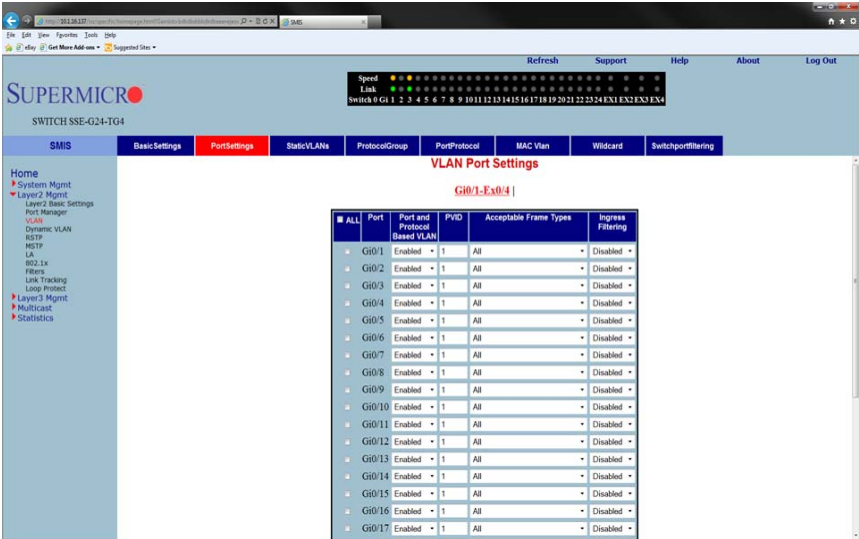 SMIS
File Edit View Favorites Tools Help
eBay Get More Add-ons Suggested Sites
Refresh Support Help About Log Out
SUPERMICRO
SWITCH SSE-G24-TG4
Speed
Link
Switch 0 Gi 1 2 3 4 5 6 7 8 9 10 11 12 13 14 15 16 17 18 19 20 21 22 23 24 EX1 EX2 EX3 EX4
SMIS BasicSettings PortSettings StaticVLANs ProtocolGroup PortProtocol MAC Vlan Wildcard Switchportfiltering
Home
System Mgmt
Layer2 Mgmt
Layer2 Basic Settings
Port Manager
VLAN
Dynamic VLAN
RSTP
MSTP
LA
802.1x
Filters
Link Tracking
Loop Protect
Layer3 Mgmt
Multicast
Statistics
VLAN Port Settings
Gi0/1-Ex0/4 |
ALL Port Port and Protocol Based VLAN PVID Acceptable Frame Types Ingress Filtering
Gi0/1 Enabled 1 All Disabled
Gi0/2 Enabled 1 All Disabled
Gi0/3 Enabled 1 All Disabled
Gi0/4 Enabled 1 All Disabled
Gi0/5 Enabled 1 All Disabled
Gi0/6 Enabled 1 All Disabled
Gi0/7 Enabled 1 All Disabled
Gi0/8 Enabled 1 All Disabled
Gi0/9 Enabled 1 All Disabled
Gi0/10 Enabled 1 All Disabled
Gi0/11 Enabled 1 All Disabled
Gi0/12 Enabled 1 All Disabled
Gi0/13 Enabled 1 All Disabled
Gi0/14 Enabled 1 All Disabled
Gi0/15 Enabled 1 All Disabled
Gi0/16 Enabled 1 All Disabled
Gi0/17 Enabled 1 All Disabled